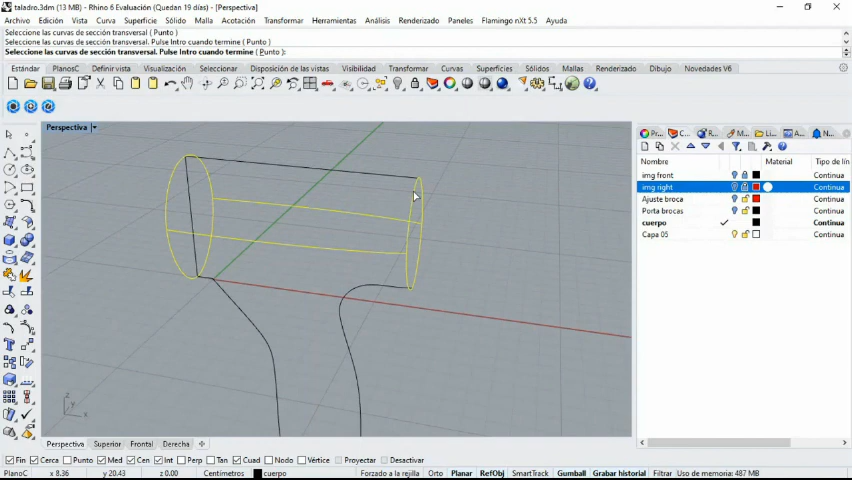 taladro.3dm (13 MB) - Rhino 6 Evaluación (Quedan 19 días) - [Perspectiva]
Archivo Edición Vista Curva Superficie Sólido Malla Acotación Transformar Herramientas Análisis Renderizado Paneles Flamingo nXt 5.5 Ayuda
Seleccione las curvas de sección transversal ( Punto )
Seleccione las curvas de sección transversal. Pulse Intro cuando termine ( Punto )
Seleccione las curvas de sección transversal. Pulse Intro cuando termine ( Punto ):
Estándar PlanosC Definir vista Visualización Seleccionar Disposición de las vistas Visibilidad Transformar Curvas Superficies Sólidos Mallas Renderizado Dibujo Novedades V6
Perspectiva
Pr... C... R... M... Li... A... N...
Nombre Material Tipo de lín
img front Continua
img right Continua
Ajuste broca Continua
Porta brocas Continua
cuerpo Continua
Capa 05 Continua
z
y
x
Perspectiva Superior Frontal Derecha
Fin Cerca Punto Med Cen Int Perp Tan Cuad Nodo Vértice Proyectar Desactivar
PlanoC x 8.36 y 20.43 z 0.00 Centímetros cuerpo Forzado a la rejilla Orto Planar RefObj SmartTrack Gumball Grabar historial Filtrar Uso de memoria: 487 MB